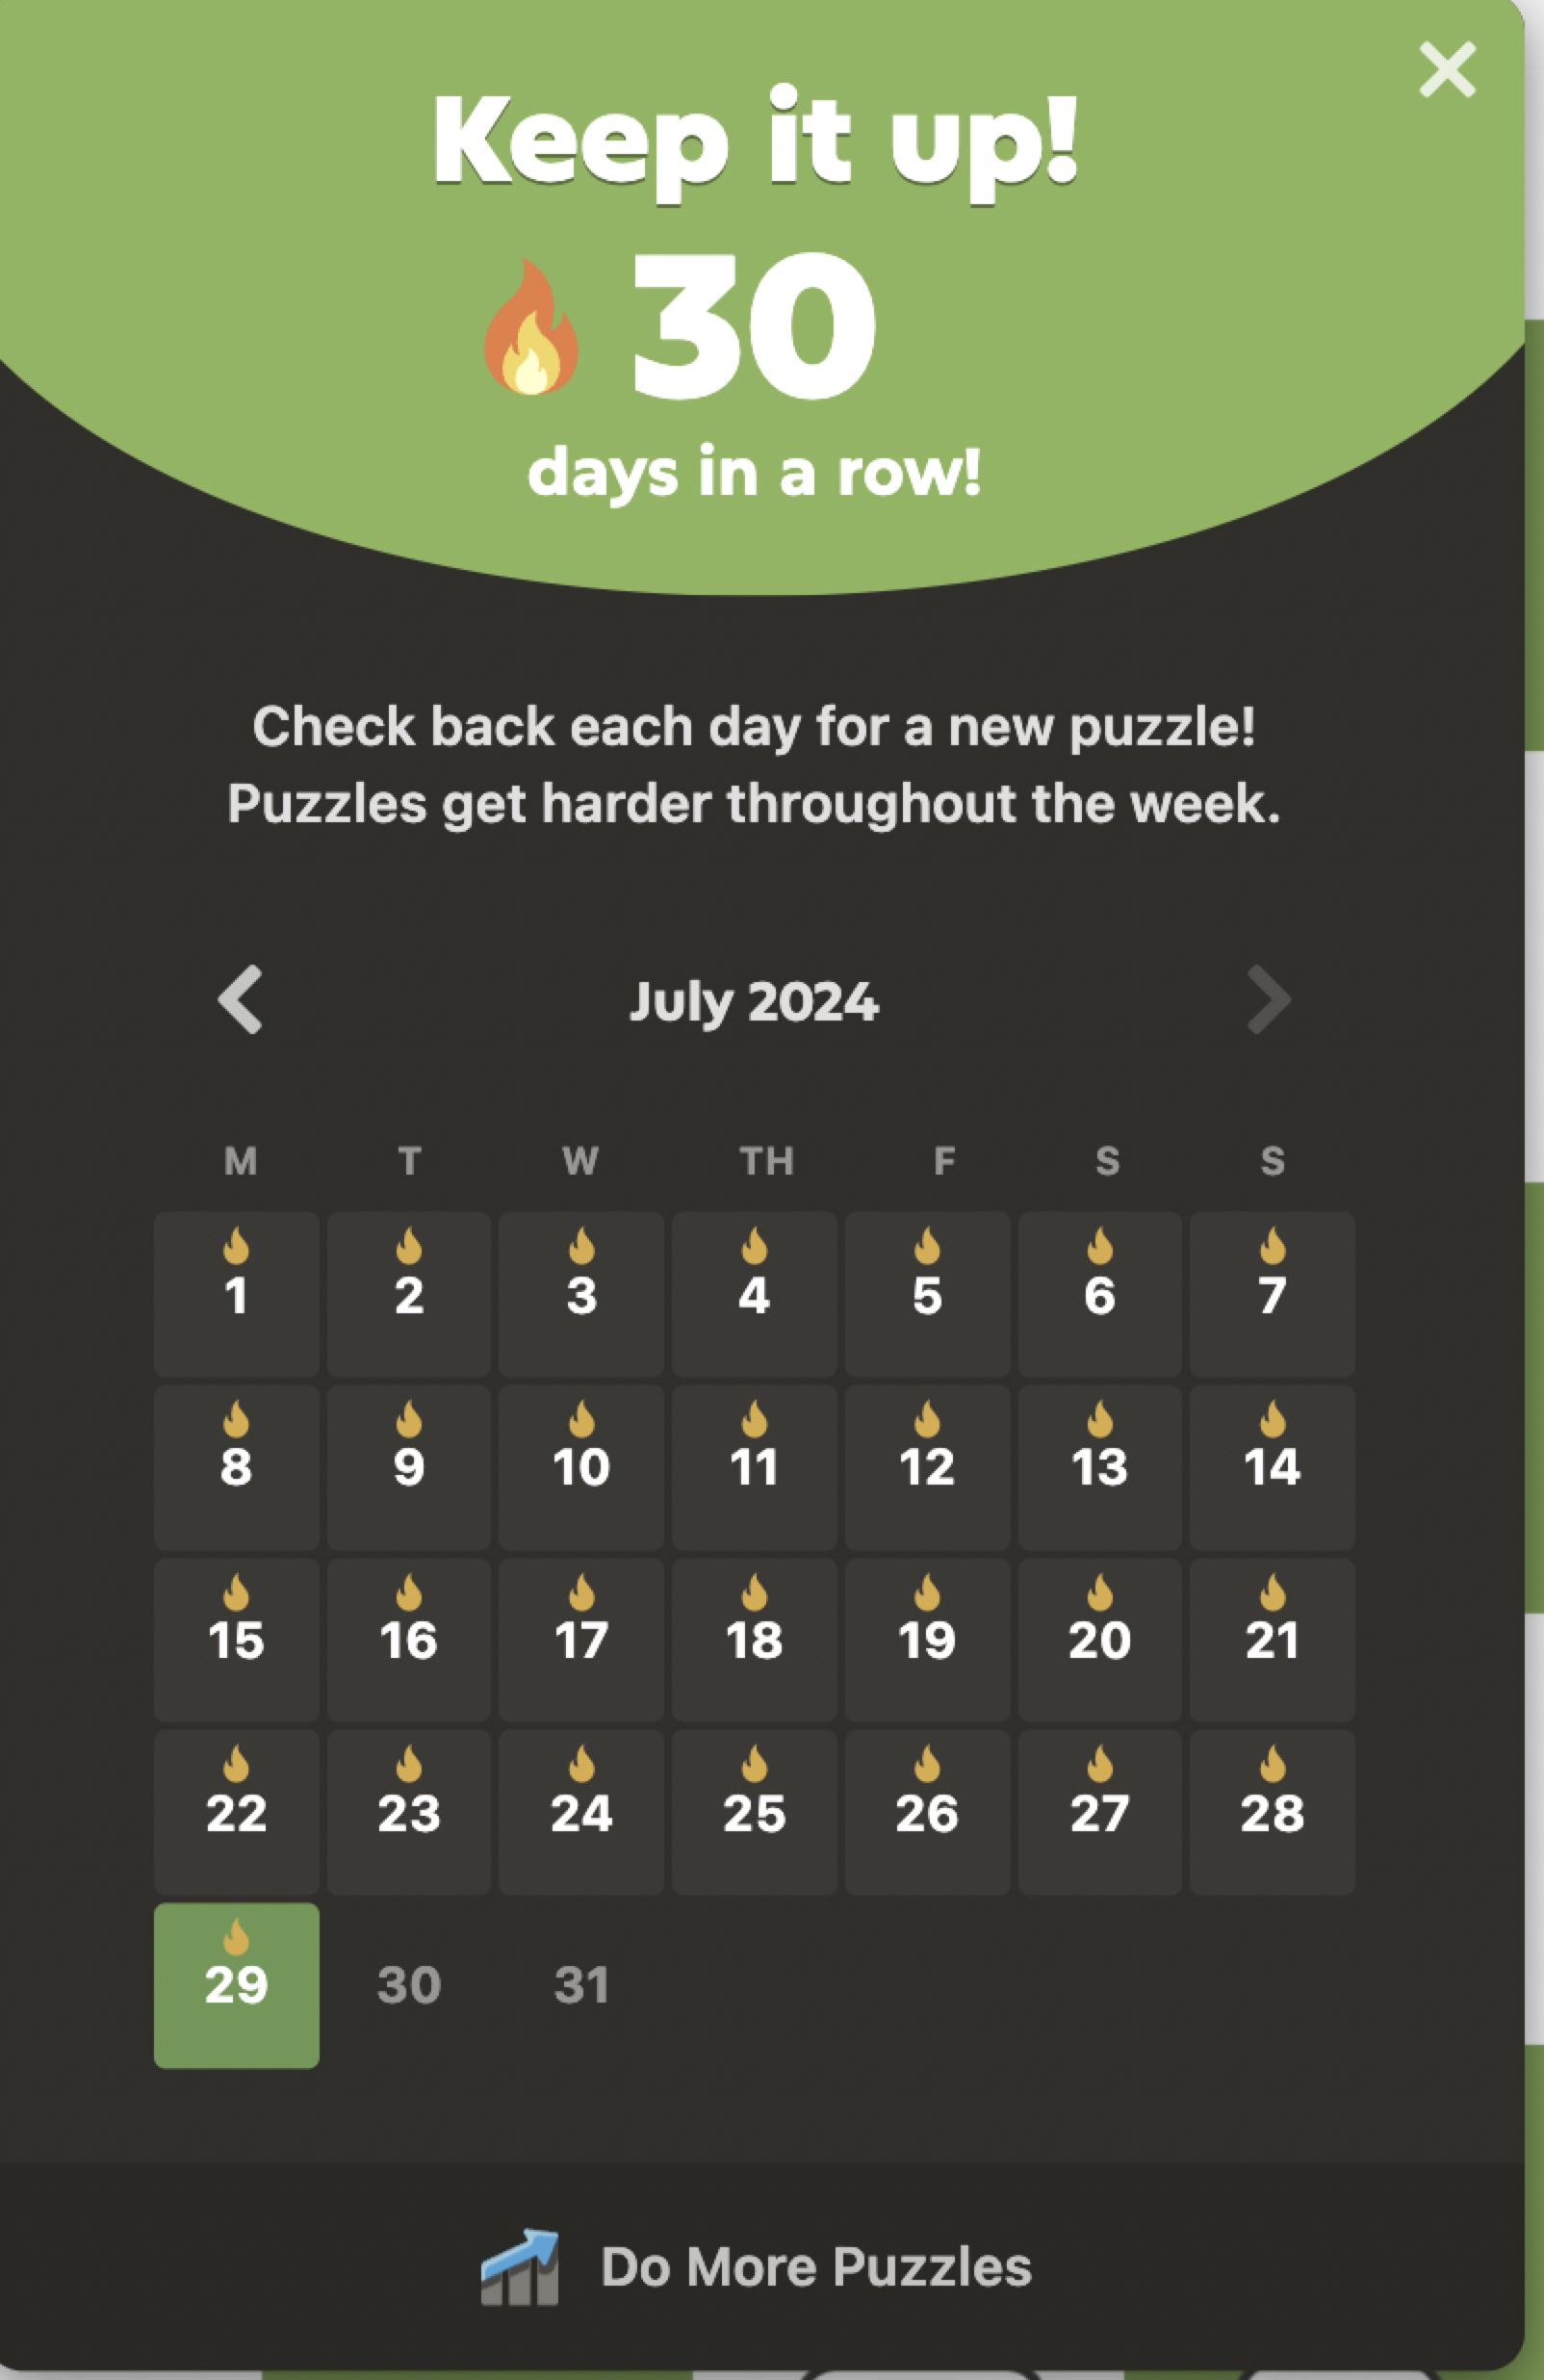 Keep it up!
30
days in a row!
Check back each day for a new puzzle!
Puzzles get harder throughout the week.
July 2024
M T W TH F S S
1 2 3 4 5 6 7
8 9 10 11 12 13 14
15 16 17 18 19 20 21
22 23 24 25 26 27 28
29 30 31
Do More Puzzles